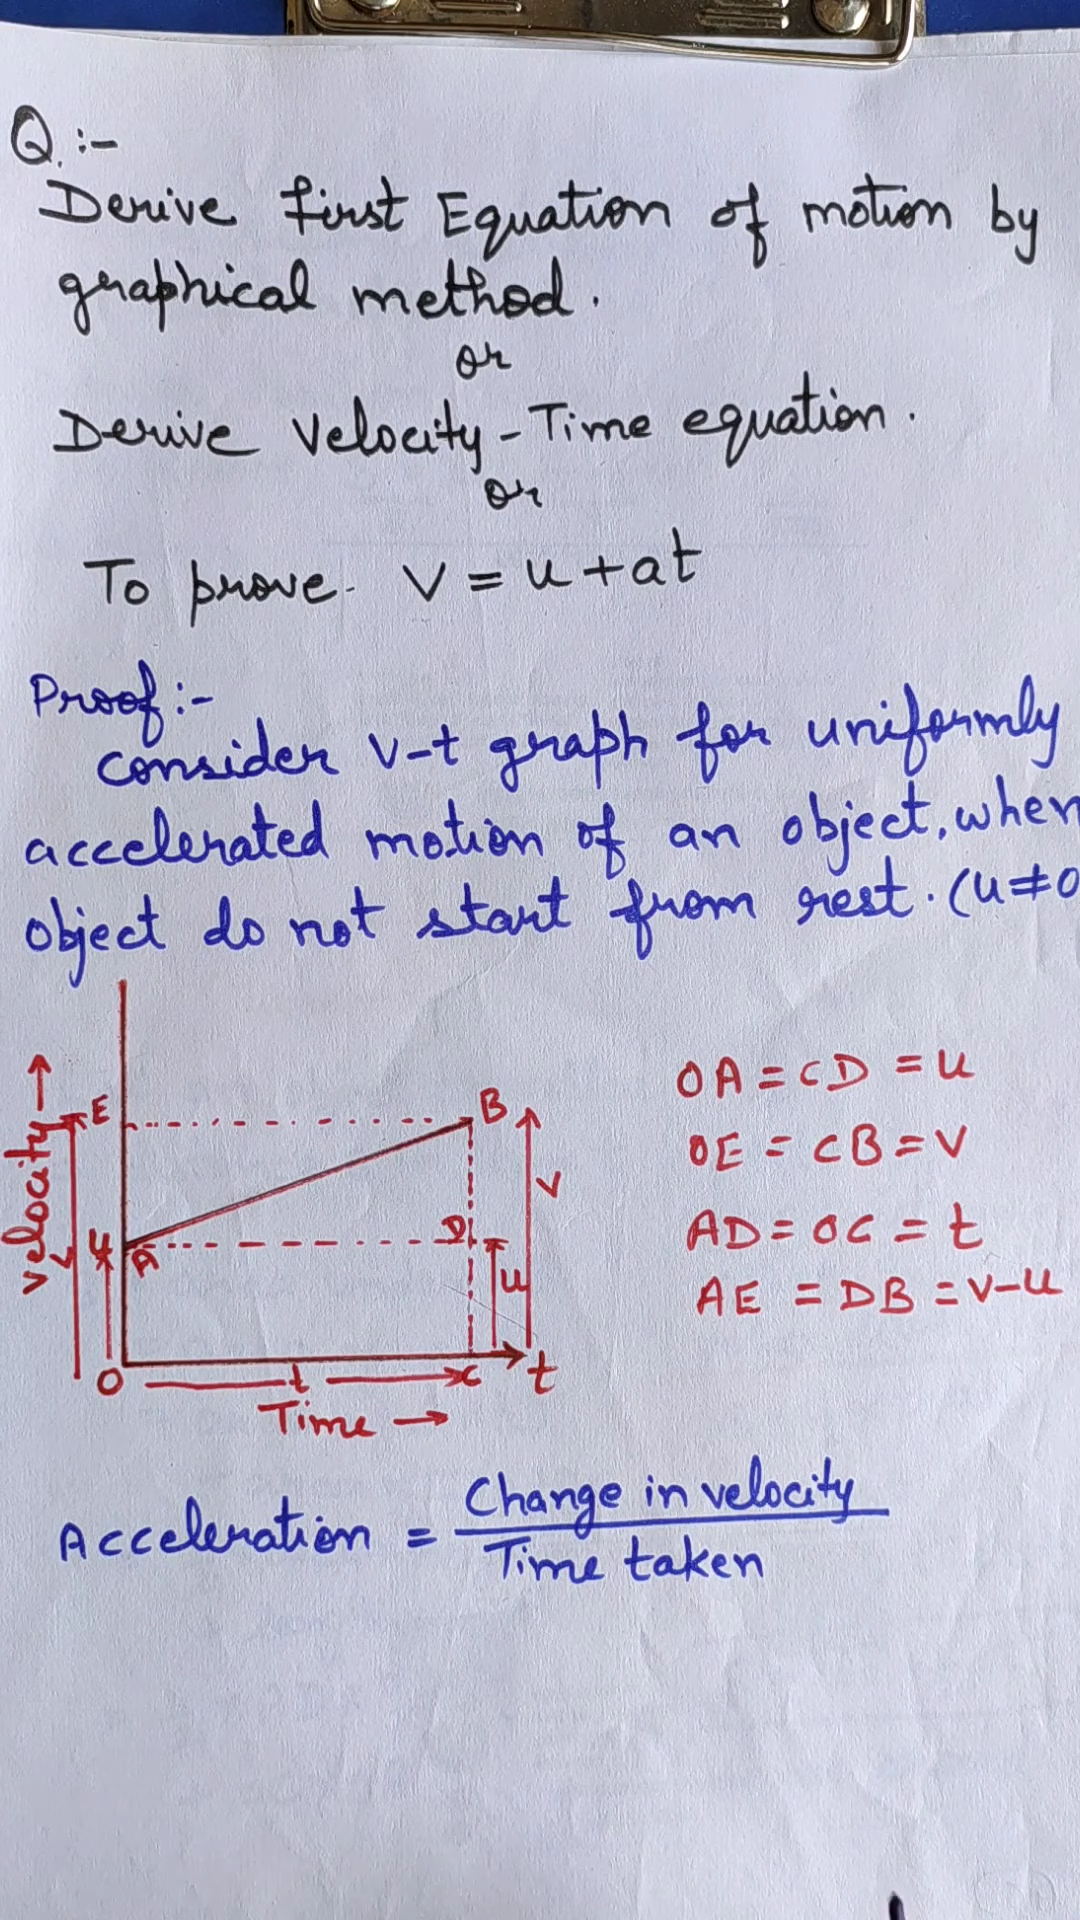 Q. :-
Derive first Equation of motion by
graphical method.
or
Derive Velocity - Time equation.
or
To prove- V = u + at
Proof :-
consider v-t graph for uniformly
accelerated motion of an object, when
object do not start from rest. (u ≠ 0
Velocity →
E
B
V
u
A
D
u
O
t
C
t
Time →
OA = CD = u
OE = CB = v
AD = OC = t
AE = DB = v-u
Acceleration = Change in velocity
Time taken